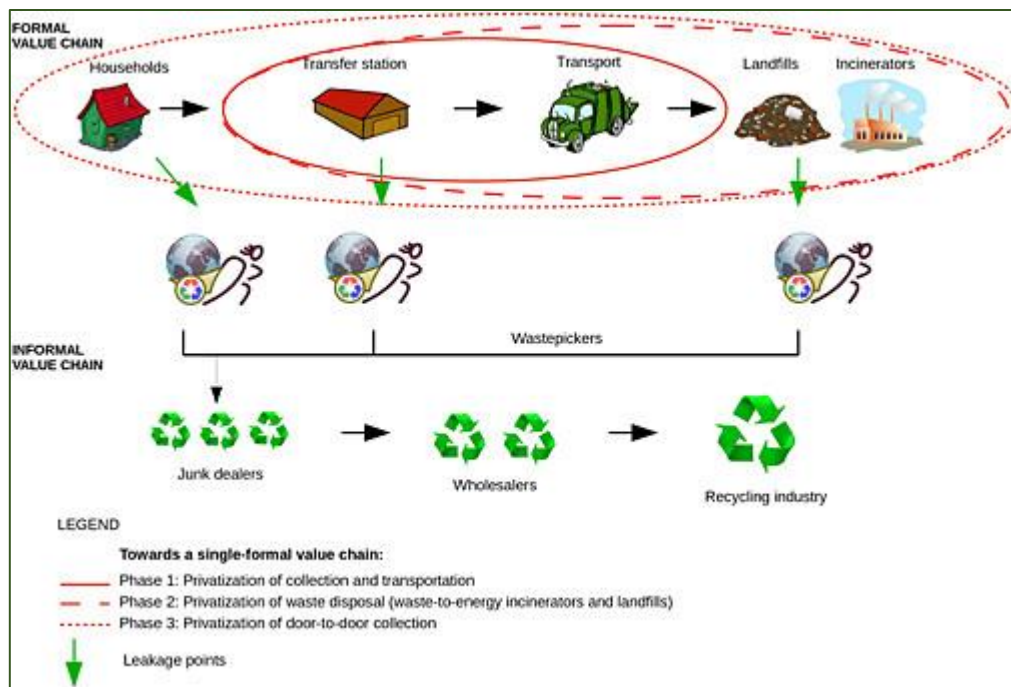 FORMAL
VALUE CHAIN
Households
Transfer station
Transport
Landfills
Incinerators
INFORMAL
VALUE CHAIN
Wastepickers
Junk dealers
Wholesalers
Recycling industry
LEGEND
Towards a single-formal value chain:
Phase 1: Privatization of collection and transportation
Phase 2: Privatization of waste disposal (waste-to-energy incinerators and landfills)
Phase 3: Privatization of door-to-door collection
Leakage points